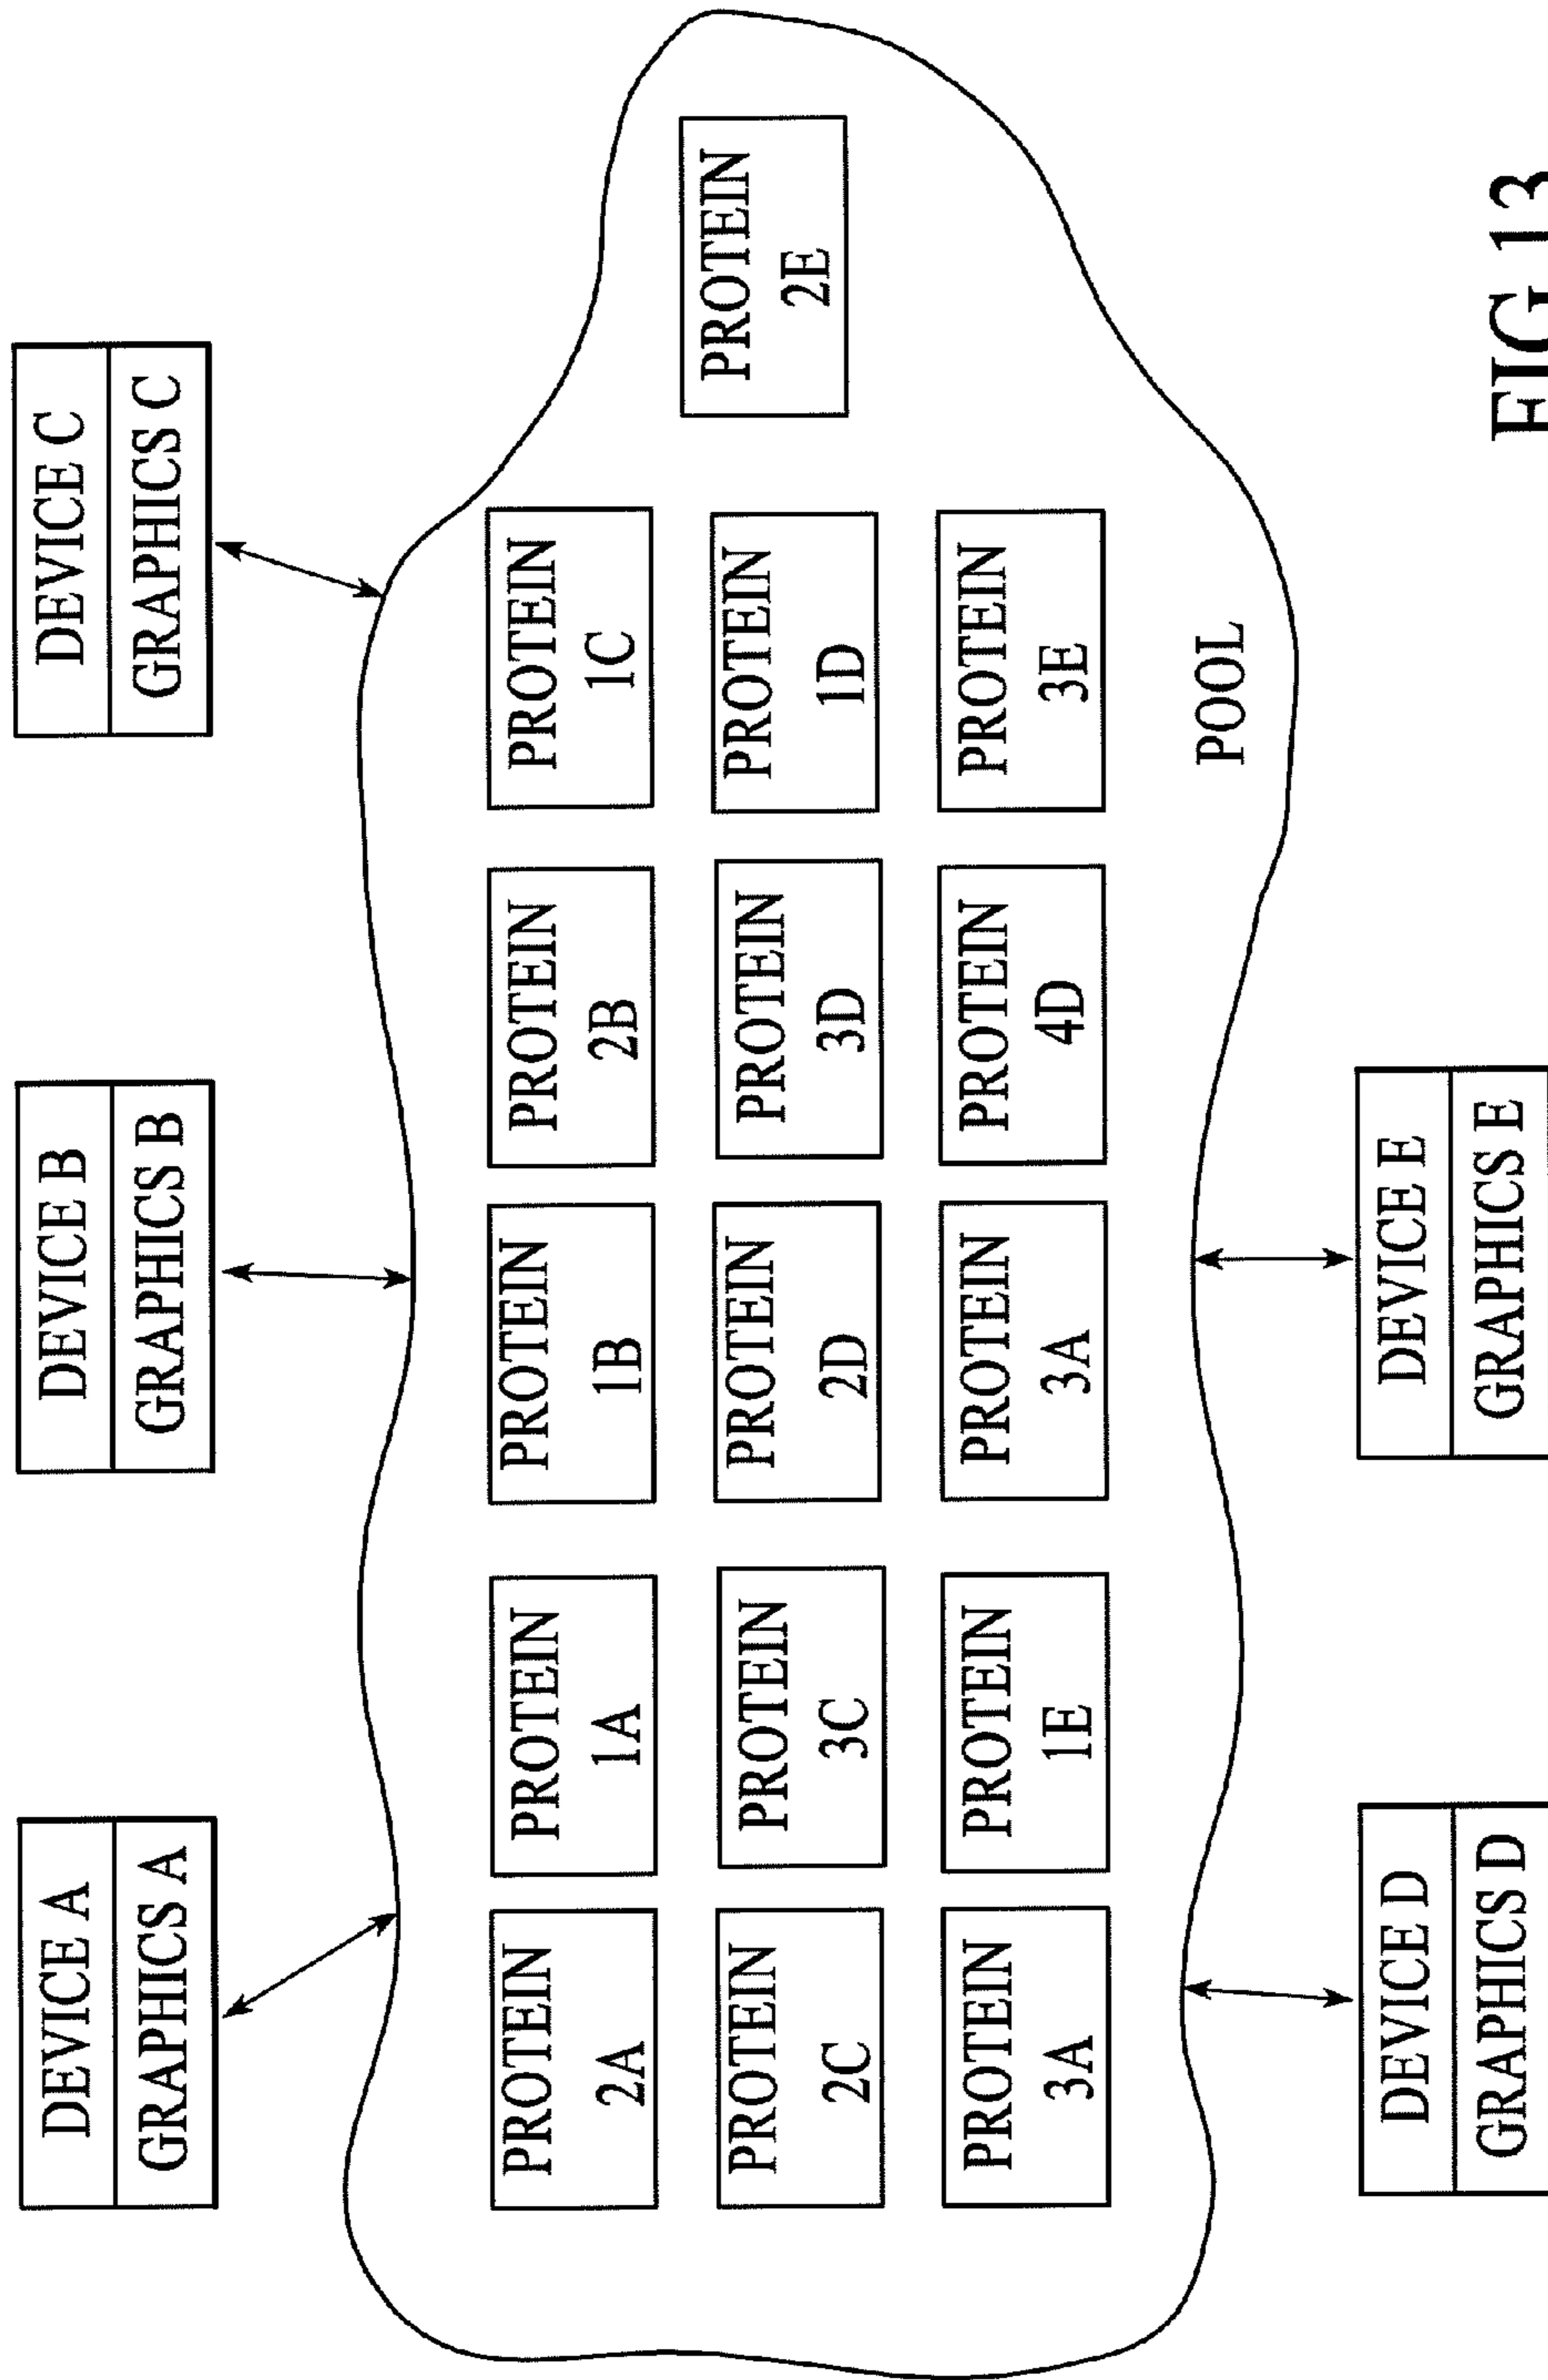 DEVICE A
GRAPHICS A
DEVICE B
GRAPHICS B
DEVICE C
GRAPHICS C
PROTEIN
2A
PROTEIN
1A
PROTEIN
1B
PROTEIN
2B
PROTEIN
1C
PROTEIN
2C
PROTEIN
3C
PROTEIN
2D
PROTEIN
3D
PROTEIN
1D
PROTEIN
2E
PROTEIN
3A
PROTEIN
1E
PROTEIN
3A
PROTEIN
4D
PROTEIN
3E
POOL
DEVICE D
GRAPHICS D
DEVICE E
GRAPHICS E
FIG.13